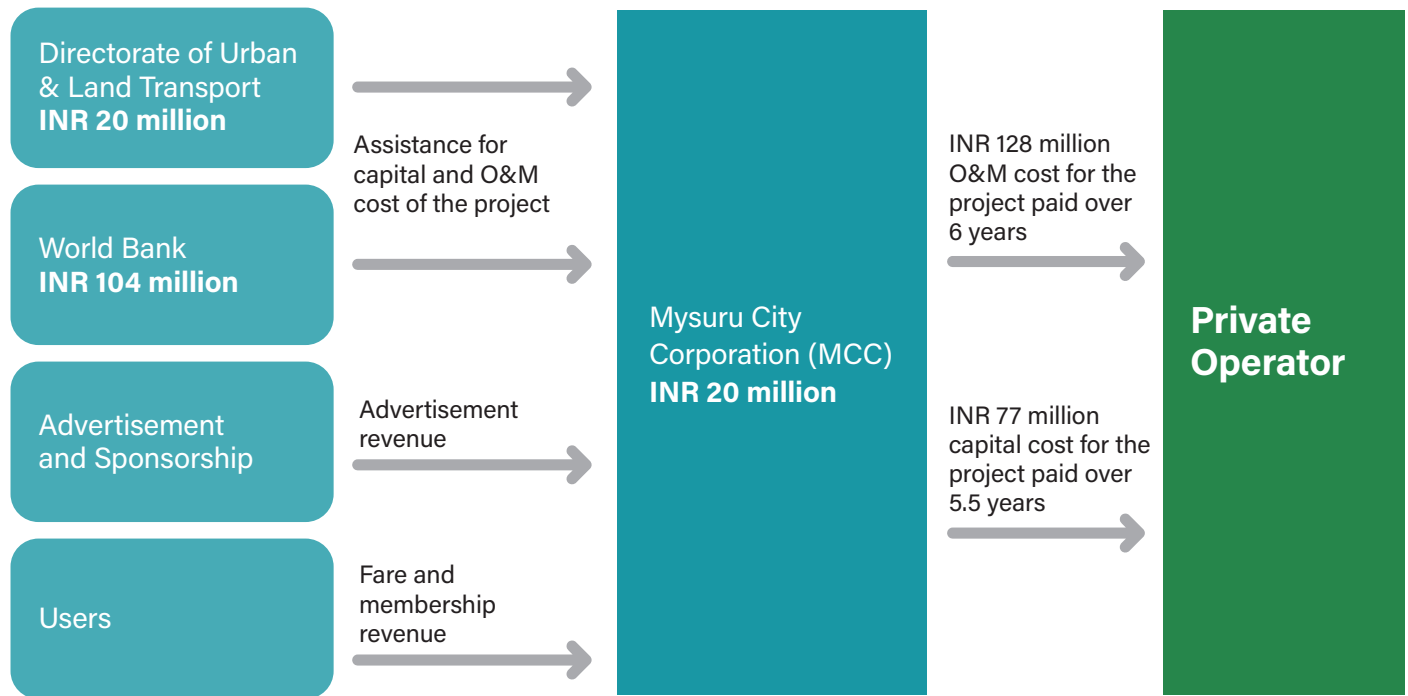 Directorate of Urban
& Land Transport
INR 20 million
World Bank
INR 104 million
Advertisement
and Sponsorship
Users
Assistance for
capital and O&M
cost of the project
Advertisement
revenue
Fare and
membership
revenue
Mysuru City
Corporation (MCC)
INR 20 million
INR 128 million
O&M cost for the
project paid over
6 years
INR 77 million
capital cost for the
project paid over
5.5 years
Private
Operator